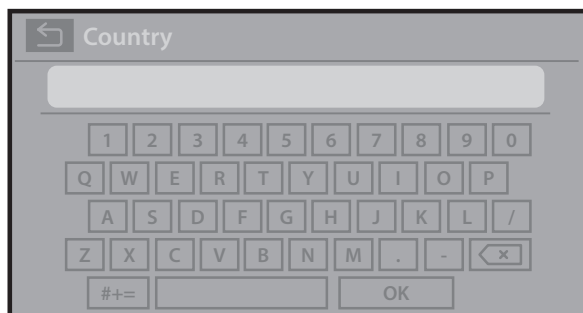 Country
1 2 3 4 5 6 7 8 9 0
Q W E R T Y U I O P
A S D F G H J K L /
Z X C V B N M . - ×
#+= OK